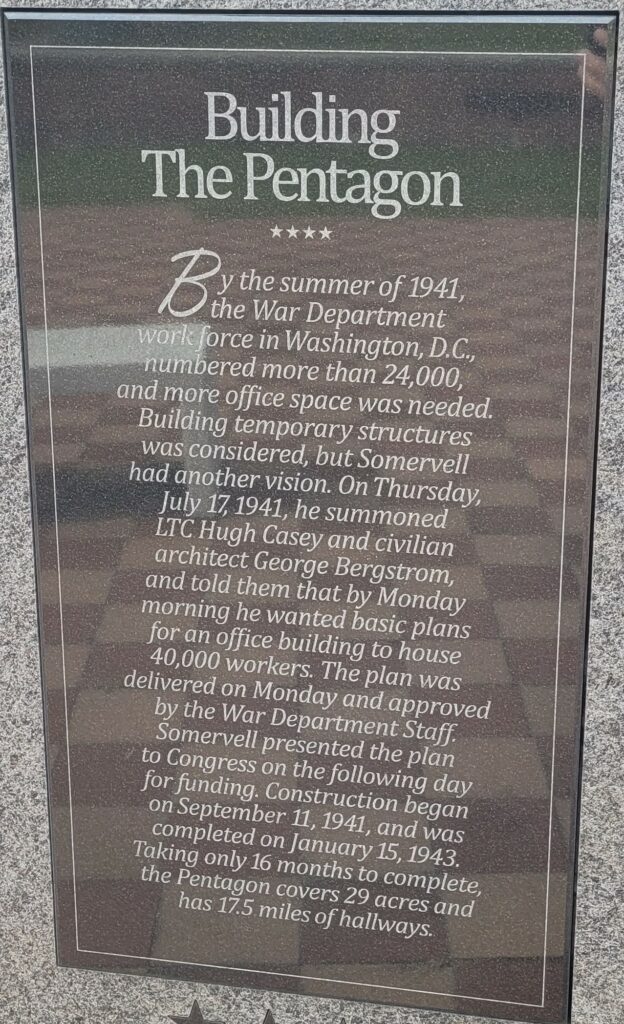 Building
The Pentagon
★★★★
By the summer of 1941,
the War Department
work force in Washington, D.C.,
numbered more than 24,000,
and more office space was needed.
Building temporary structures
was considered, but Somervell
had another vision. On Thursday,
July 17, 1941, he summoned
LTC Hugh Casey and civilian
architect George Bergstrom,
and told them that by Monday
morning he wanted basic plans
for an office building to house
40,000 workers. The plan was
delivered on Monday and approved
by the War Department Staff.
Somervell presented the plan
to Congress on the following day
for funding. Construction began
on September 11, 1941, and was
completed on January 15, 1943.
Taking only 16 months to complete,
the Pentagon covers 29 acres and
has 17.5 miles of hallways.